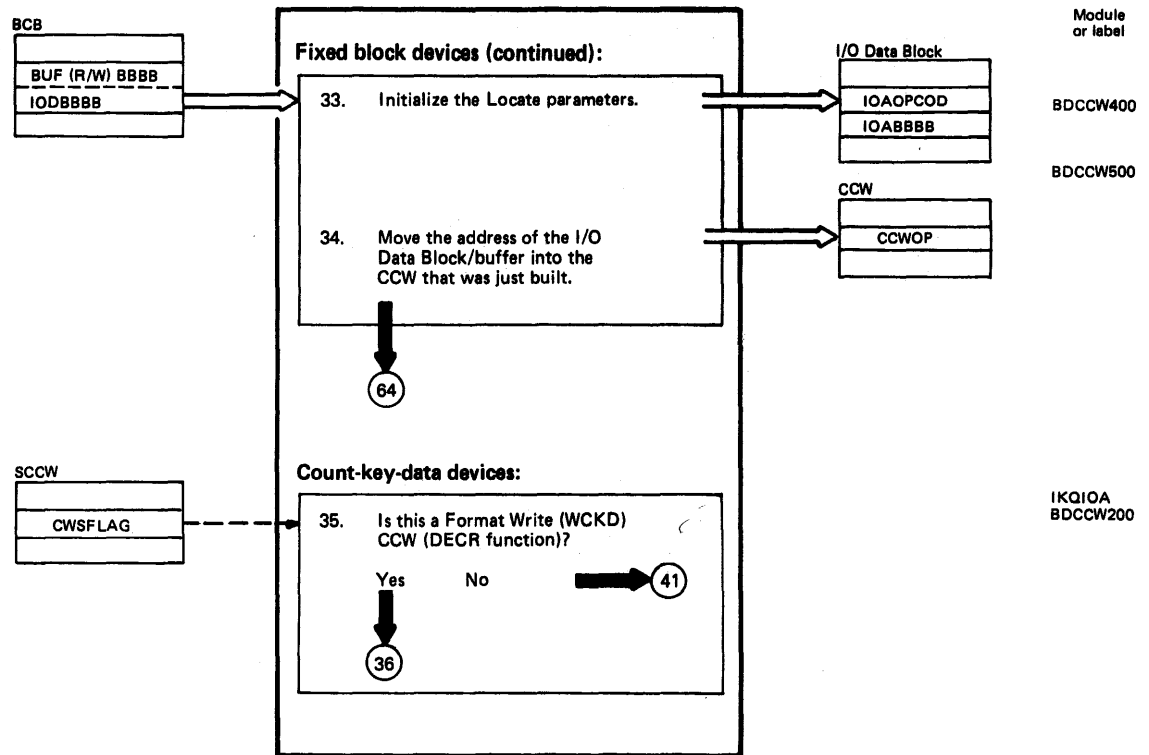 Module
or label
BCB
BUF (R/W) BBBB
IODBBBB
Fixed block devices (continued):
33. Initialize the Locate parameters.
I/O Data Block
IOAOPCOD
IOABBBB
BDCCW400
BDCCW500
34. Move the address of the I/O
Data Block/buffer into the
CCW that was just built.
CCW
CCWOP
64
Count-key-data devices:
SCCW
CWSFLAG
35. Is this a Format Write (WCKD)
CCW (DECR function)?
Yes No
41
36
IKQIOA
BDCCW200